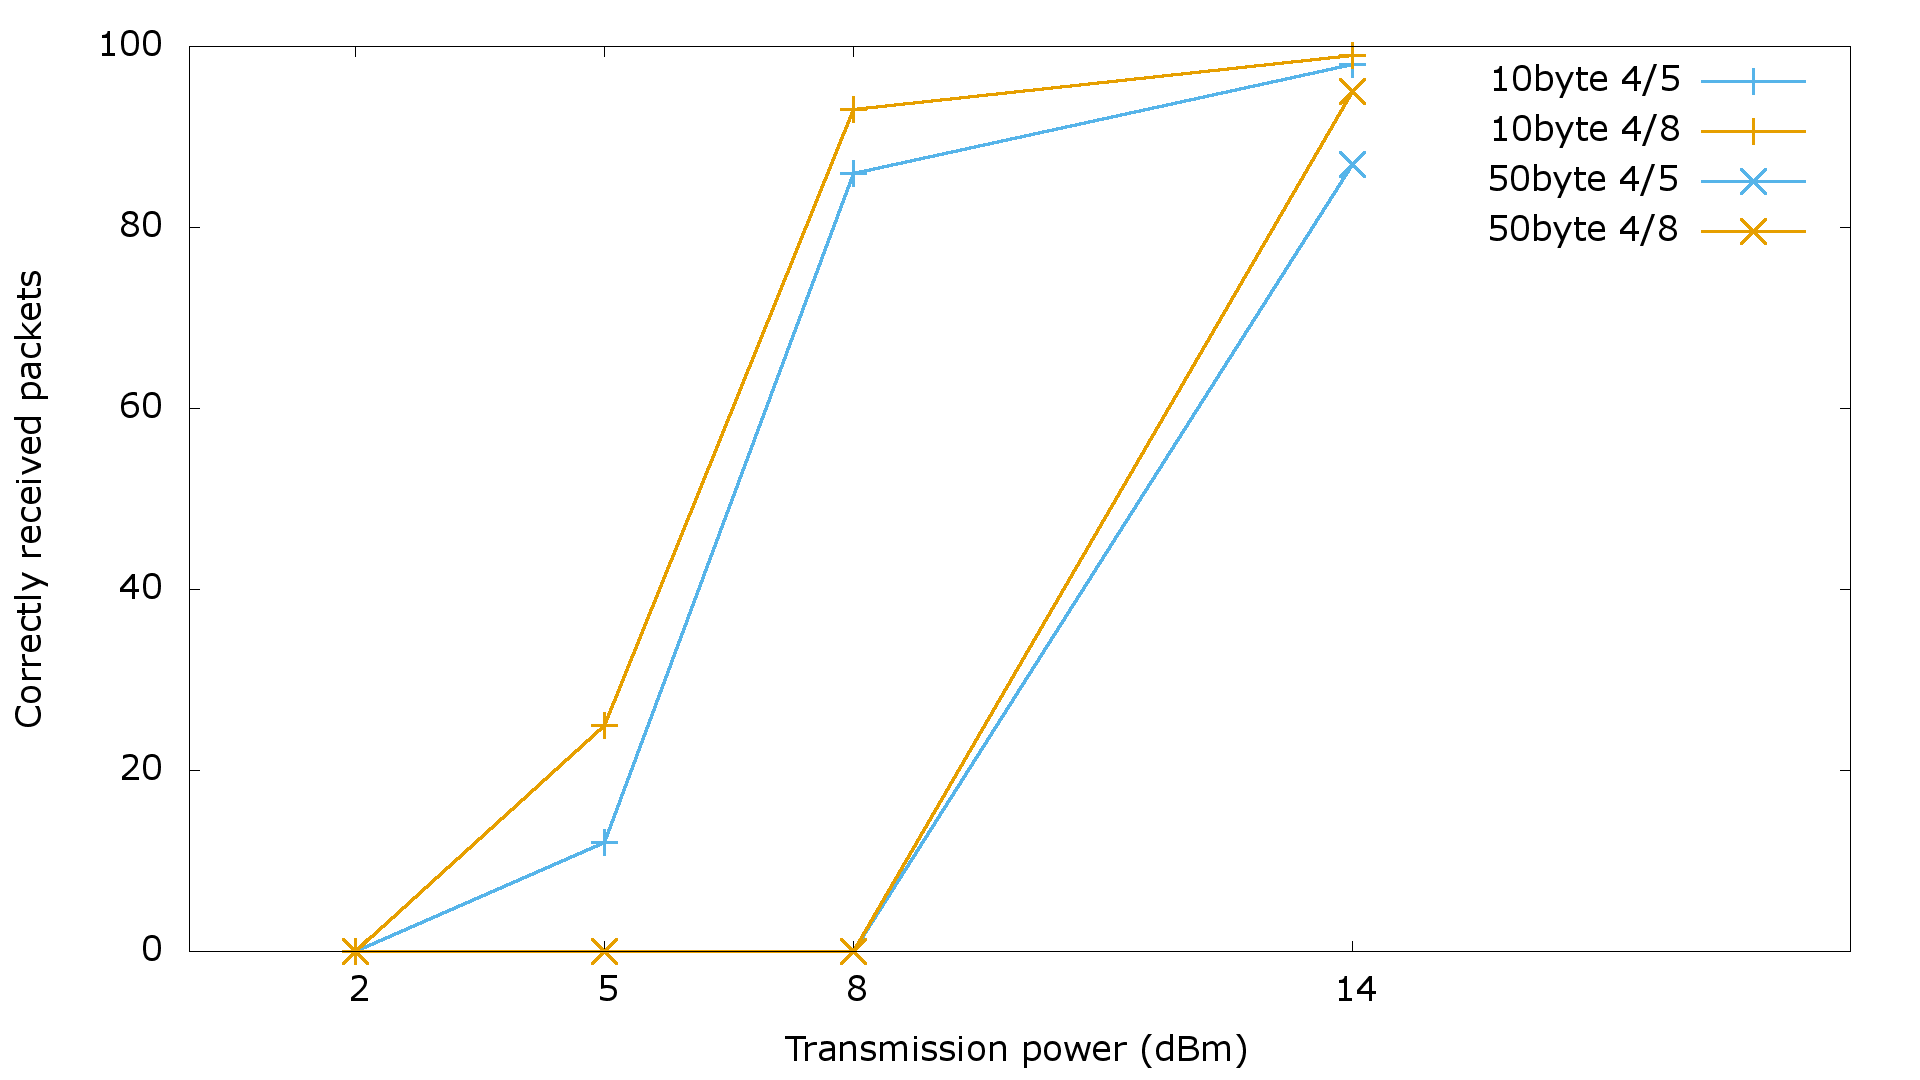 100
80
60
40
20
0
Correctly received packets
10byte 4/5
10byte 4/8
50byte 4/5
50byte 4/8
2 5 8 14
Transmission power (dBm)